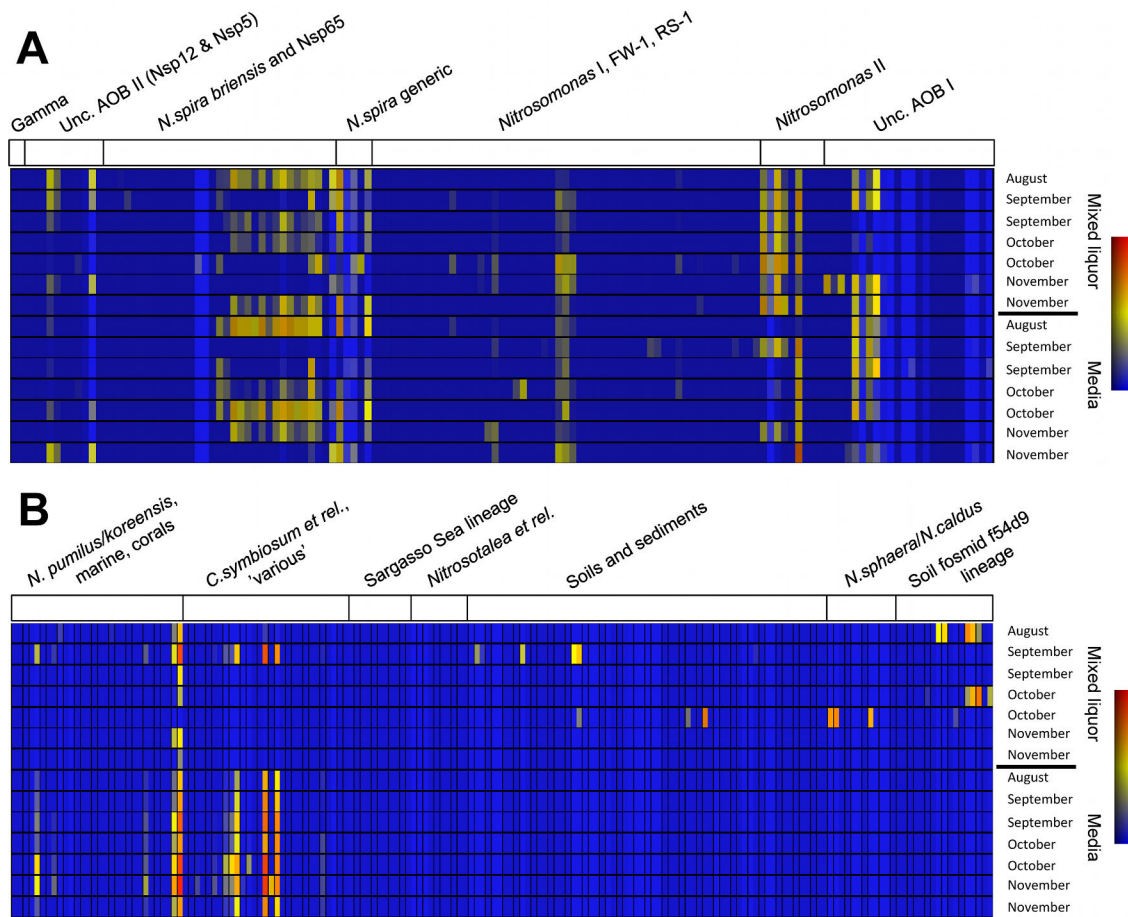 A
Gamma
Unc. AOB II (Nsp12 & Nsp5)
N.spira briensis and Nsp65
N.spira generic
Nitrosomonas I, FW-1, RS-1
Nitrosomonas II
Unc. AOB I
August
September
September
October
October
November
November
Mixed liquor
August
September
September
October
October
November
November
Media
B
N. pumilus/koreensis,
marine, corals
C.symbiosum et rel.,
'various'
Sargasso Sea lineage
Nitrosotalea et rel.
Soils and sediments
N.sphaera/N.caldus
Soil fosmid f54d9
lineage
August
September
September
October
October
November
November
Mixed liquor
August
September
September
October
October
November
November
Media